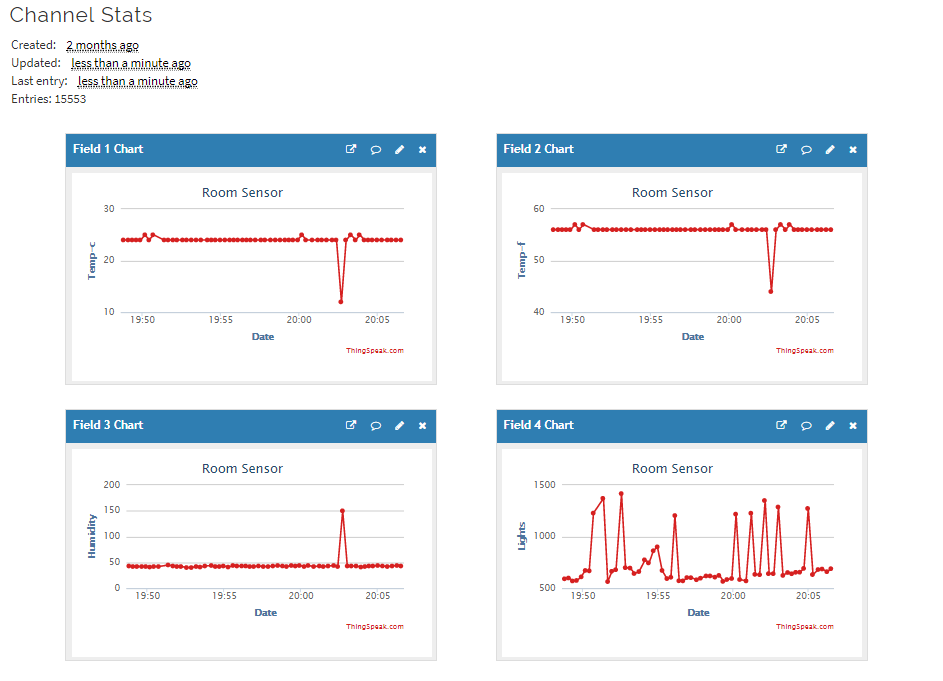 Channel Stats
Created: 2 months ago
Updated: less than a minute ago
Last entry: less than a minute ago
Entries: 15553
Field 1 Chart
Room Sensor
30
20
10
Temp-c
19:50 19:55 20:00 20:05
Date
ThingSpeak.com
Field 2 Chart
Room Sensor
60
50
40
Temp-f
19:50 19:55 20:00 20:05
Date
ThingSpeak.com
Field 3 Chart
Room Sensor
200
150
100
50
0
Humidity
19:50 19:55 20:00 20:05
Date
ThingSpeak.com
Field 4 Chart
Room Sensor
1500
1000
500
Lights
19:50 19:55 20:00 20:05
Date
ThingSpeak.com